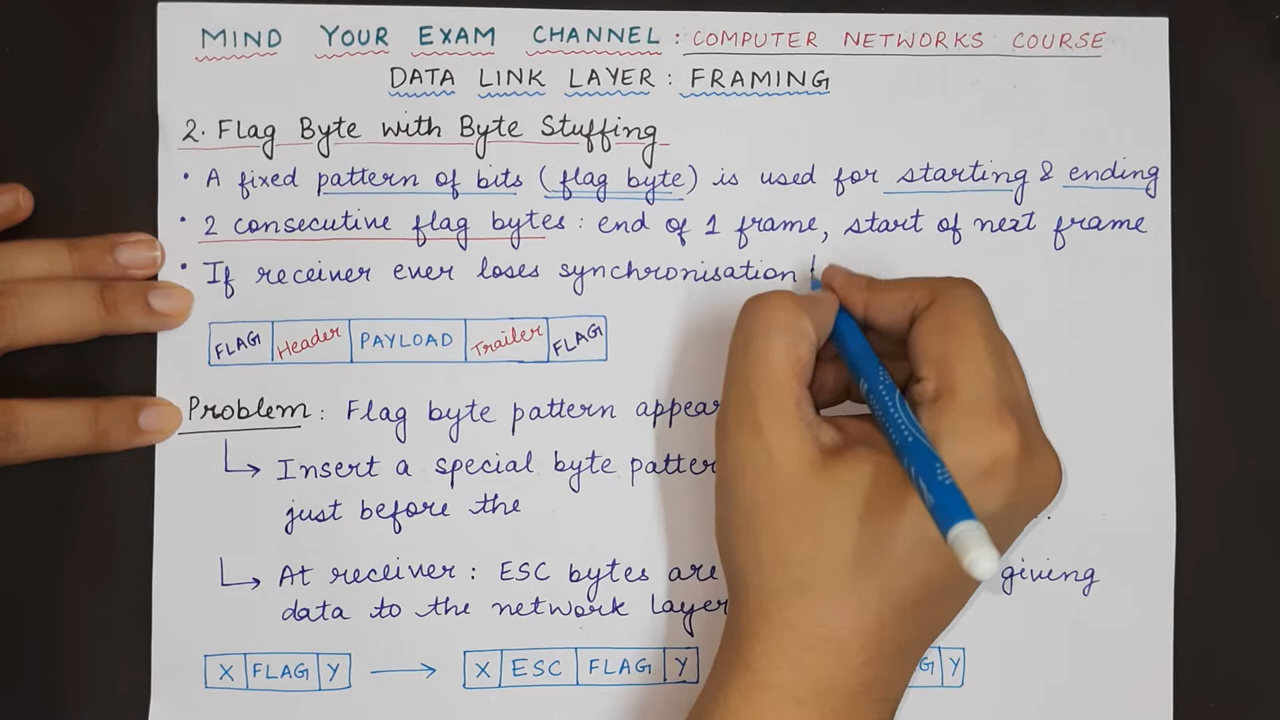 MIND YOUR EXAM CHANNEL : COMPUTER NETWORKS COURSE
DATA LINK LAYER : FRAMING
2. Flag Byte with Byte Stuffing
• A fixed pattern of bits (flag byte) is used for starting & ending
• 2 consecutive flag bytes : end of 1 frame, start of next frame
• If receiver ever loses synchronisation
FLAG Header PAYLOAD Trailer FLAG
Problem : Flag byte pattern
Insert a special byte
just before the
At receiver : ESC bytes are giving
data to the network layer
X FLAG Y → X ESC FLAG Y Y